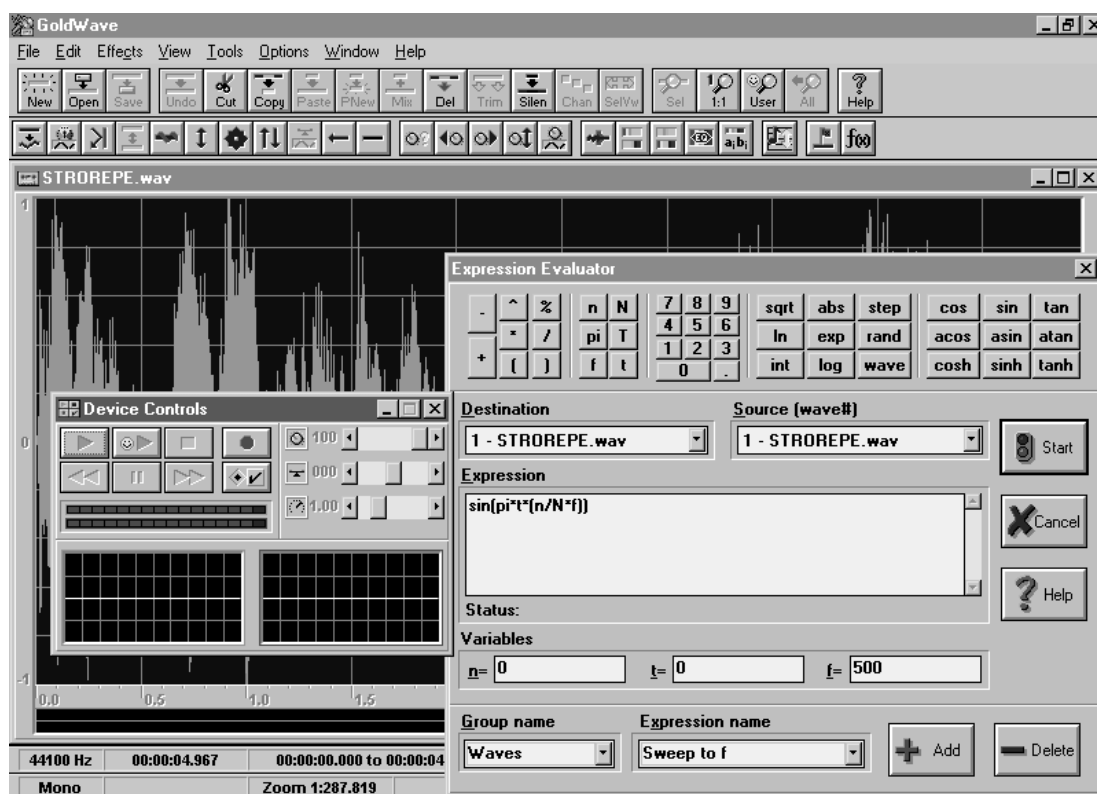 GoldWave
File Edit Effects View Tools Options Window Help
New Open Save Undo Cut Copy Paste PNew Mix Del Trim Silen Chan SelVw Sel 1:1 User All Help
EQ aᵢbᵢ f(x)
STROREPE.wav
1
0
-1
0.0 0.5 1.0 1.5
Device Controls
100
000
1.00
Expression Evaluator
- ^ % n N 7 8 9 sqrt abs step cos sin tan
* / pi T 4 5 6 ln exp rand acos asin atan
+ ( ) f t 1 2 3 int log wave cosh sinh tanh
0 .
Destination
1 - STROREPE.wav
Source (wave#)
1 - STROREPE.wav
Start
Expression
sin(pi*t*(n/N*f))
Cancel
Help
Status:
Variables
n= 0 t= 0 f= 500
Group name
Waves
Expression name
Sweep to f
Add
Delete
44100 Hz 00:00:04.967 00:00:00.000 to 00:00:04
Mono Zoom 1:287.819